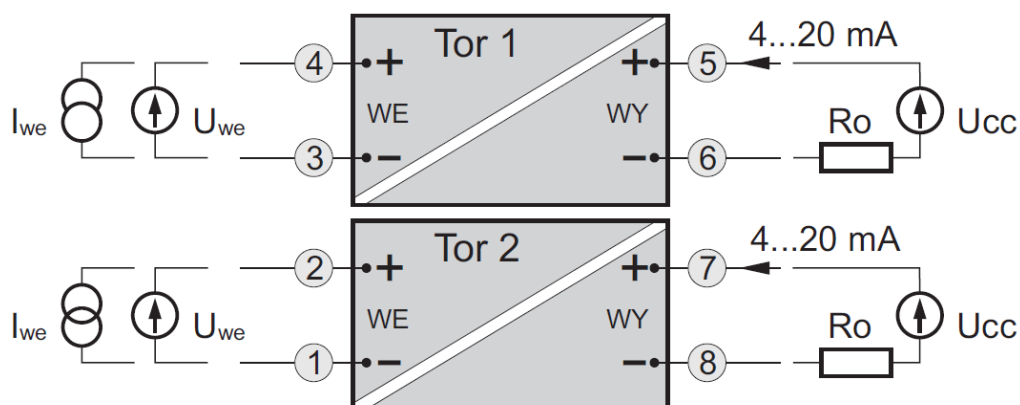 Tor 1
4...20 mA
4 + + 5
Iwe Uwe WE WY Ro Ucc
3 − − 6
Tor 2
4...20 mA
2 + + 7
Iwe Uwe WE WY Ro Ucc
1 − − 8